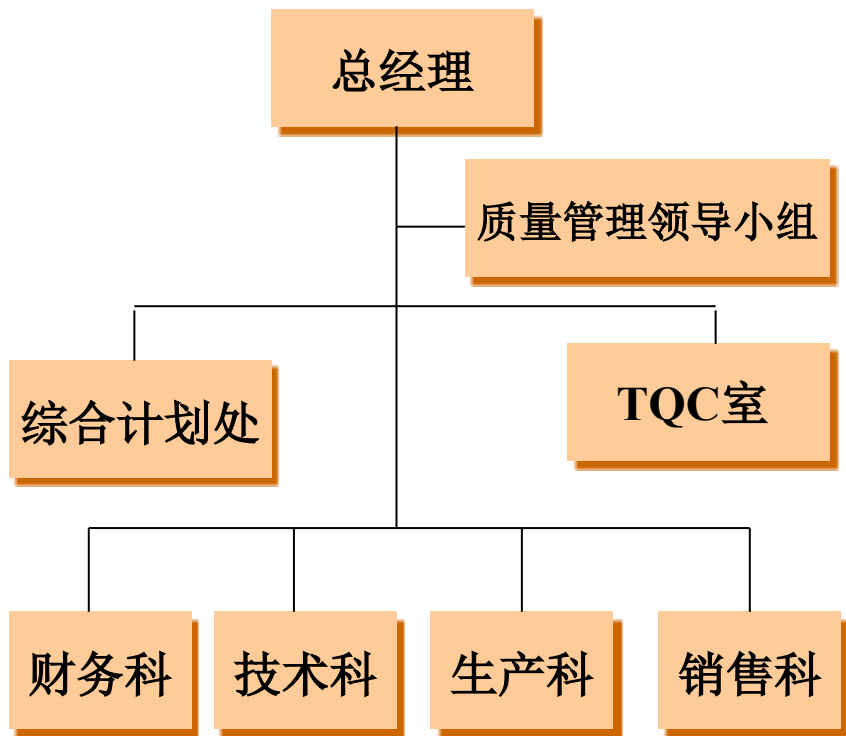 总经理
质量管理领导小组
综合计划处
TQC室
财务科
技术科
生产科
销售科